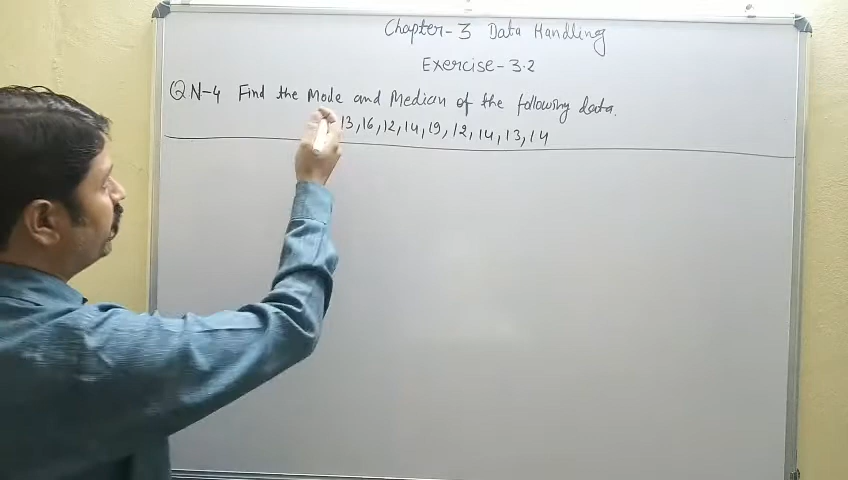 Chapter-3 Data Handling
Exercise-3.2
QN-4 Find the Mode and Median of the following data.
13, 16, 12, 14, 19, 12, 14, 13, 14